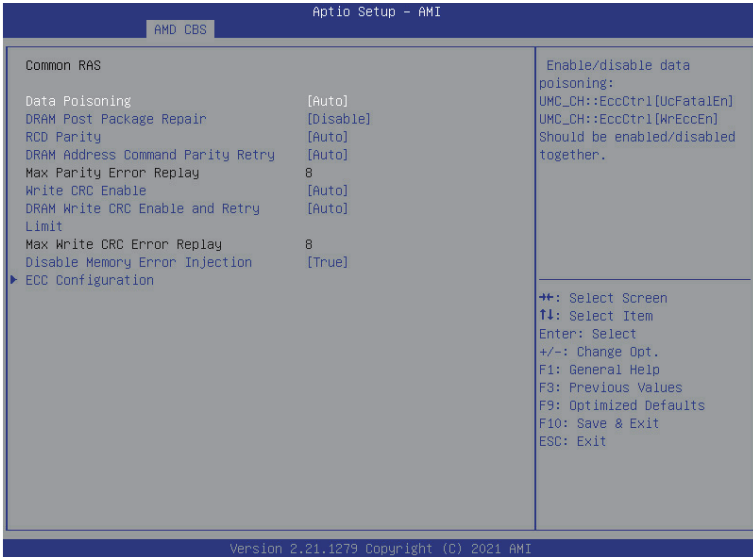 Aptio Setup – AMI
AMD CBS
Common RAS
Data Poisoning [Auto]
DRAM Post Package Repair [Disable]
RCD Parity [Auto]
DRAM Address Command Parity Retry [Auto]
Max Parity Error Replay 8
Write CRC Enable [Auto]
DRAM Write CRC Enable and Retry [Auto]
Limit
Max Write CRC Error Replay 8
Disable Memory Error Injection [True]
ECC Configuration
Enable/disable data
poisoning:
UMC_CH::EccCtrl[UcFatalEn]
UMC_CH::EccCtrl[WrEccEn]
Should be enabled/disabled
together.
→←: Select Screen
↑↓: Select Item
Enter: Select
+/-: Change Opt.
F1: General Help
F3: Previous Values
F9: Optimized Defaults
F10: Save & Exit
ESC: Exit
Version 2.21.1279 Copyright (C) 2021 AMI